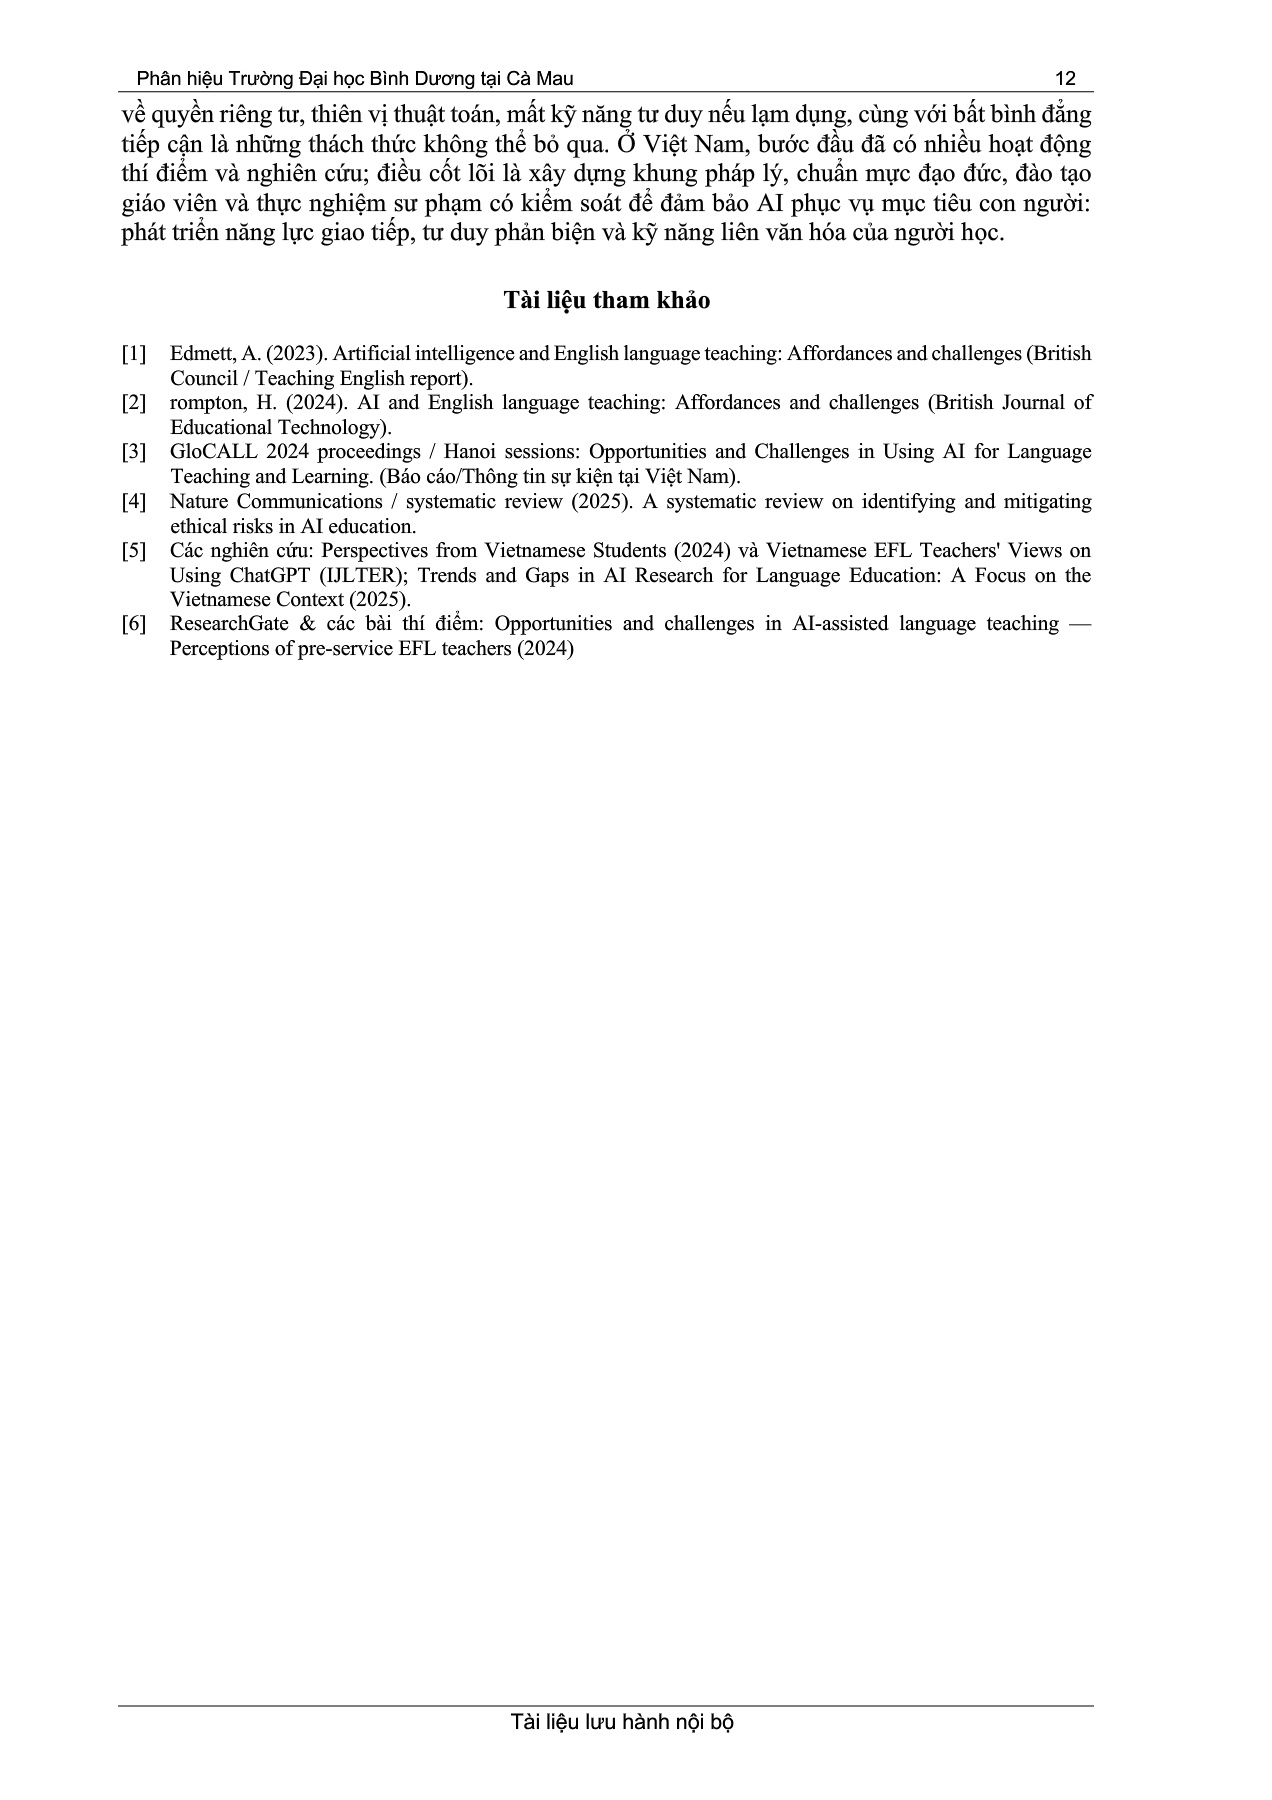 Phân hiệu Trường Đại học Bình Dương tại Cà Mau 12
về quyền riêng tư, thiên vị thuật toán, mất kỹ năng tư duy nếu lạm dụng, cùng với bất bình đẳng
tiếp cận là những thách thức không thể bỏ qua. Ở Việt Nam, bước đầu đã có nhiều hoạt động
thí điểm và nghiên cứu; điều cốt lõi là xây dựng khung pháp lý, chuẩn mực đạo đức, đào tạo
giáo viên và thực nghiệm sư phạm có kiểm soát để đảm bảo AI phục vụ mục tiêu con người:
phát triển năng lực giao tiếp, tư duy phản biện và kỹ năng liên văn hóa của người học.
Tài liệu tham khảo
[1] Edmett, A. (2023). Artificial intelligence and English language teaching: Affordances and challenges (British
Council / Teaching English report).
[2] rompton, H. (2024). AI and English language teaching: Affordances and challenges (British Journal of
Educational Technology).
[3] GloCALL 2024 proceedings / Hanoi sessions: Opportunities and Challenges in Using AI for Language
Teaching and Learning. (Báo cáo/Thông tin sự kiện tại Việt Nam).
[4] Nature Communications / systematic review (2025). A systematic review on identifying and mitigating
ethical risks in AI education.
[5] Các nghiên cứu: Perspectives from Vietnamese Students (2024) và Vietnamese EFL Teachers' Views on
Using ChatGPT (IJLTER); Trends and Gaps in AI Research for Language Education: A Focus on the
Vietnamese Context (2025).
[6] ResearchGate & các bài thí điểm: Opportunities and challenges in AI-assisted language teaching —
Perceptions of pre-service EFL teachers (2024)
Tài liệu lưu hành nội bộ